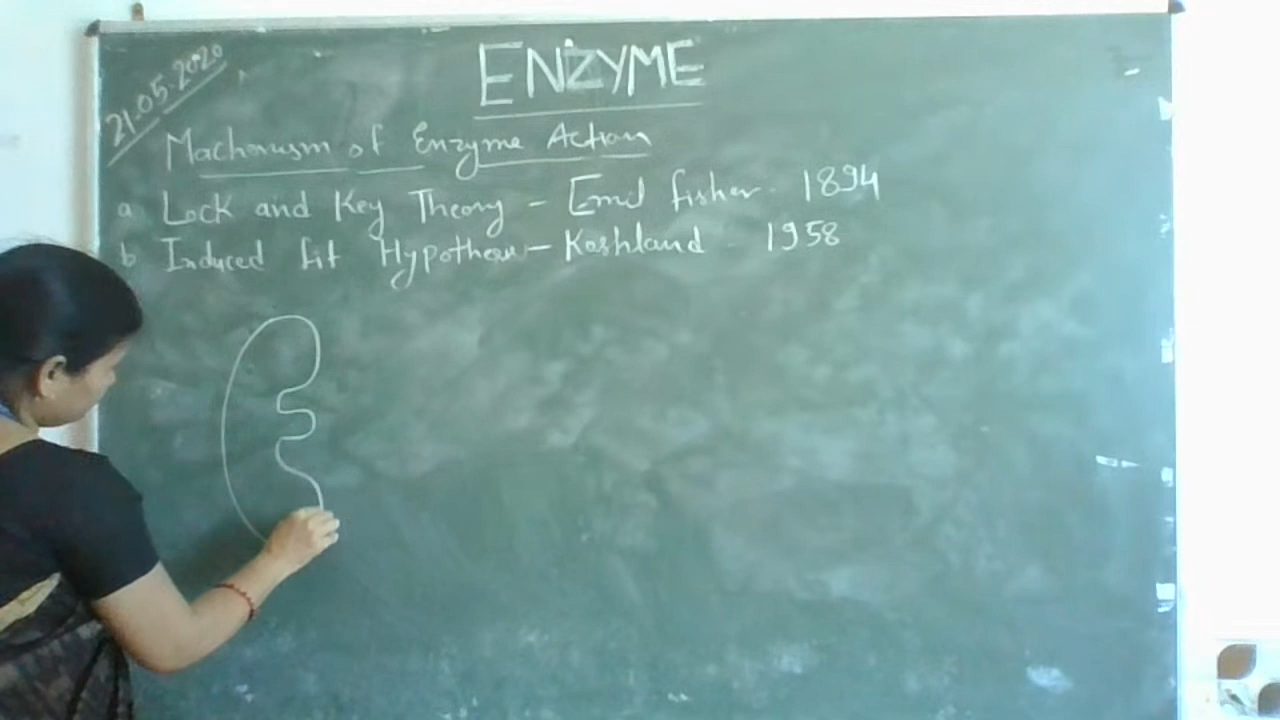 21.05.2020
ENZYME
Machanism of Enzyme Action
a Lock and Key Theory - Emil fisher - 1894
b Induced fit Hypothesis - Koshland - 1958